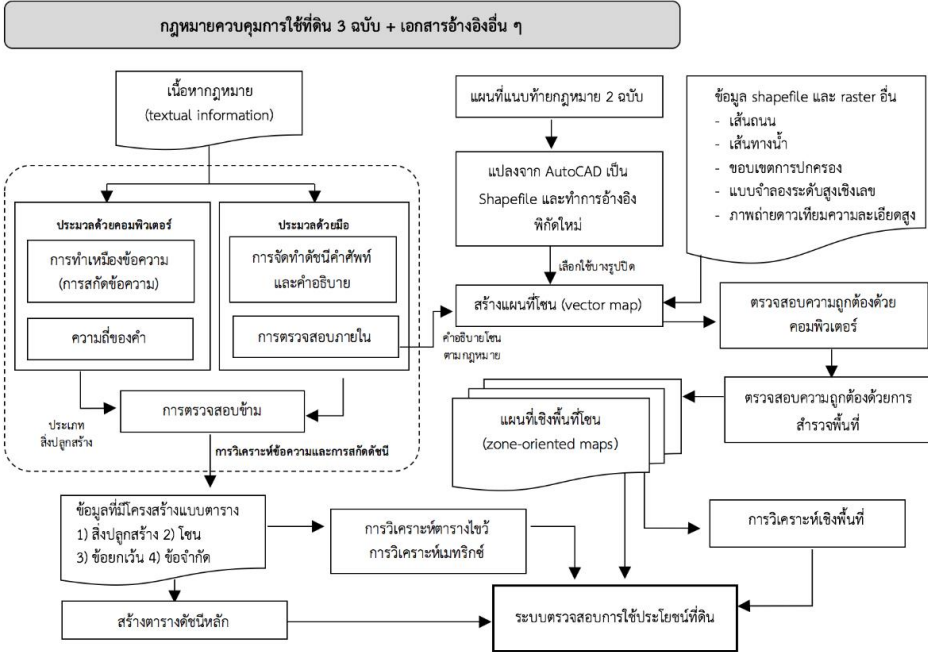 กฎหมายควบคุมการใช้ที่ดิน 3 ฉบับ + เอกสารอ้างอิงอื่น ๆ
เนื้อหากฎหมาย
(textual information)
ประมวลด้วยคอมพิวเตอร์
การทำเหมืองข้อความ
(การสกัดข้อความ)
ความถี่ของคำ
ประมวลด้วยมือ
การจัดทำดัชนีคำศัพท์
และคำอธิบาย
การตรวจสอบภายใน
ประเภท
สิ่งปลูกสร้าง
การตรวจสอบข้าม
การวิเคราะห์ข้อความและการสกัดดัชนี
แผนที่แนบท้ายกฎหมาย 2 ฉบับ
แปลงจาก AutoCAD เป็น
Shapefile และทำการอ้างอิง
พิกัดใหม่
เลือกใช้บางรูปปิด
สร้างแผนที่โซน (vector map)
คำอธิบายโซน
ตามกฎหมาย
ข้อมูล shapefile และ raster อื่น
- เส้นถนน
- เส้นทางน้ำ
- ขอบเขตการปกครอง
- แบบจำลองระดับสูงเชิงเลข
- ภาพถ่ายดาวเทียมความละเอียดสูง
ตรวจสอบความถูกต้องด้วย
คอมพิวเตอร์
ตรวจสอบความถูกต้องด้วยการ
สำรวจพื้นที่
แผนที่เชิงพื้นที่โซน
(zone-oriented maps)
ข้อมูลที่มีโครงสร้างแบบตาราง
1) สิ่งปลูกสร้าง 2) โซน
3) ข้อยกเว้น 4) ข้อจำกัด
การวิเคราะห์ตารางไขว้
การวิเคราะห์เมทริกซ์
การวิเคราะห์เชิงพื้นที่
สร้างตารางดัชนีหลัก
ระบบตรวจสอบการใช้ประโยชน์ที่ดิน